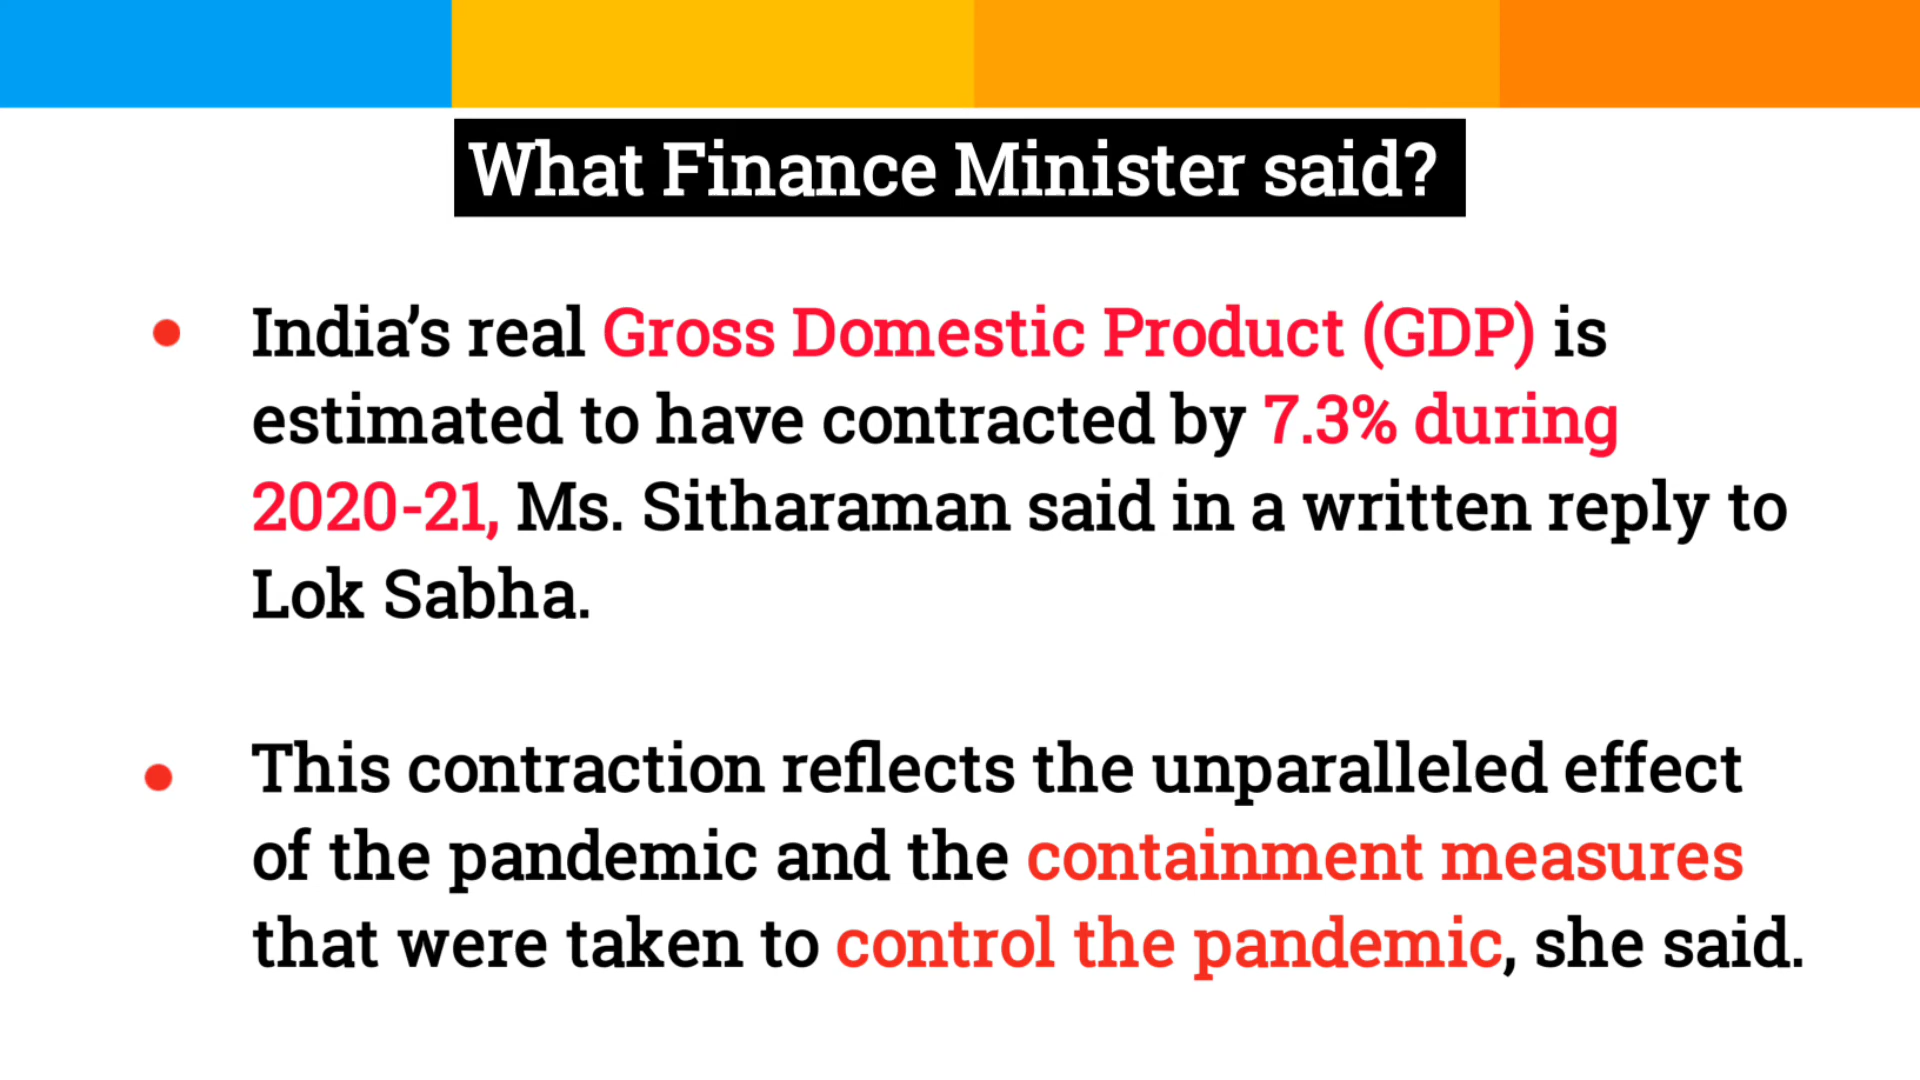 What Finance Minister said?
India’s real Gross Domestic Product (GDP) is
estimated to have contracted by 7.3% during
2020-21, Ms. Sitharaman said in a written reply to
Lok Sabha.
This contraction reflects the unparalleled effect
of the pandemic and the containment measures
that were taken to control the pandemic, she said.